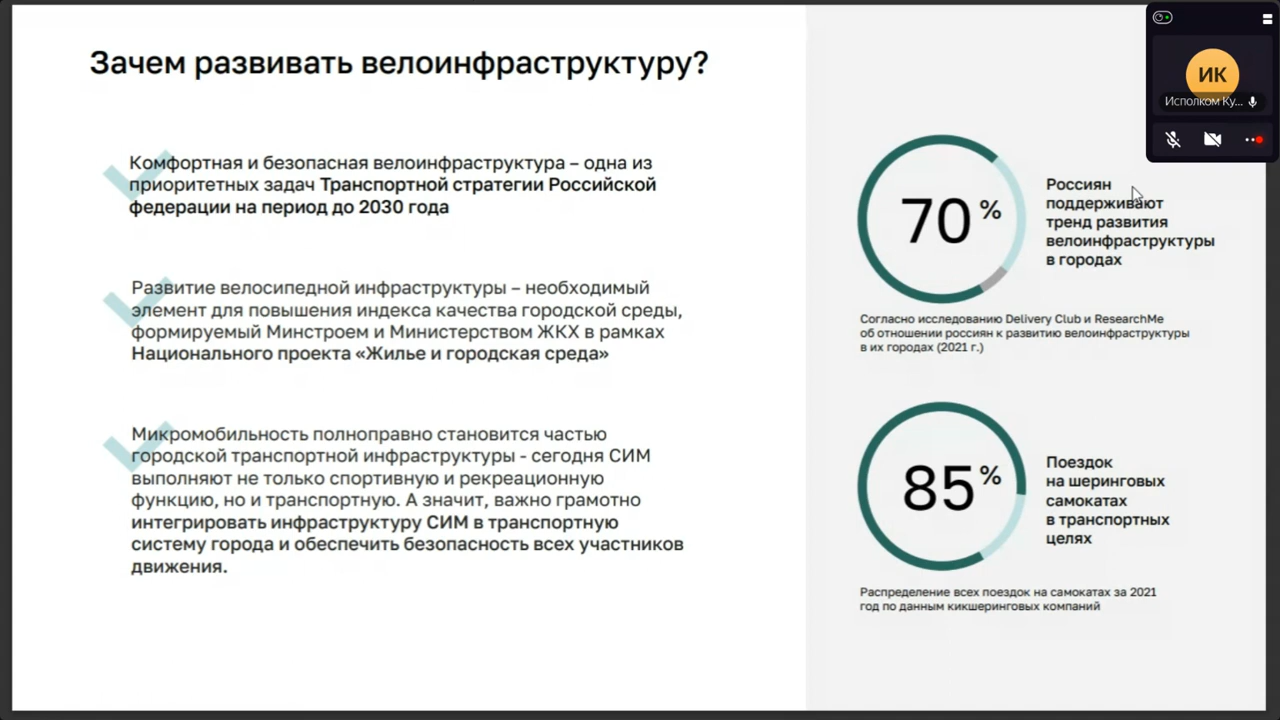 Зачем развивать велоинфраструктуру?
Комфортная и безопасная велоинфраструктура – одна из
приоритетных задач Транспортной стратегии Российской
федерации на период до 2030 года
Развитие велосипедной инфраструктуры – необходимый
элемент для повышения индекса качества городской среды,
формируемый Минстроем и Министерством ЖКХ в рамках
Национального проекта «Жилье и городская среда»
Микромобильность полноправно становится частью
городской транспортной инфраструктуры - сегодня СИМ
выполняют не только спортивную и рекреационную
функцию, но и транспортную. А значит, важно грамотно
интегрировать инфраструктуру СИМ в транспортную
систему города и обеспечить безопасность всех участников
движения.
70%
Россиян
поддерживают
тренд развития
велоинфраструктуры
в городах
Согласно исследованию Delivery Club и ResearchMe
об отношении россиян к развитию велоинфраструктуры
в их городах (2021 г.)
85%
Поездок
на шеринговых
самокатах
в транспортных
целях
Распределение всех поездок на самокатах за 2021
год по данным кикшеринговых компаний
ИК
Исполком Ку...